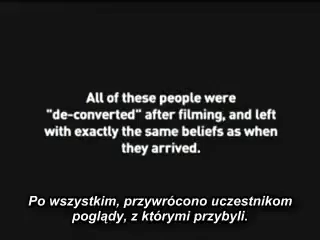 All of these people were
"de-converted" after filming, and left
with exactly the same beliefs as when
they arrived.
Po wszystkim, przywrócono uczestnikom
poglądy, z którymi przybyli.